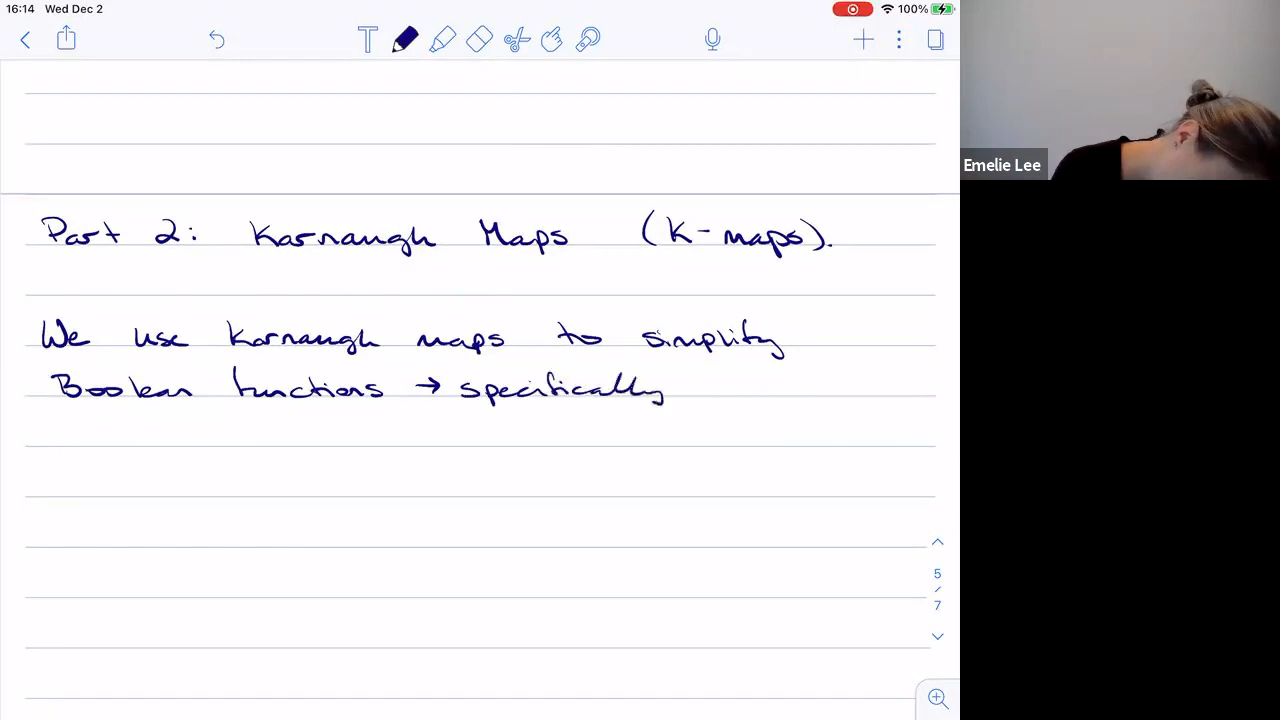 16:14 Wed Dec 2
100%
T
Part 2: Karnaugh Maps (K-maps).
We use Karnaugh maps to simplify
Boolean functions → specifically
5
/
7
Emelie Lee